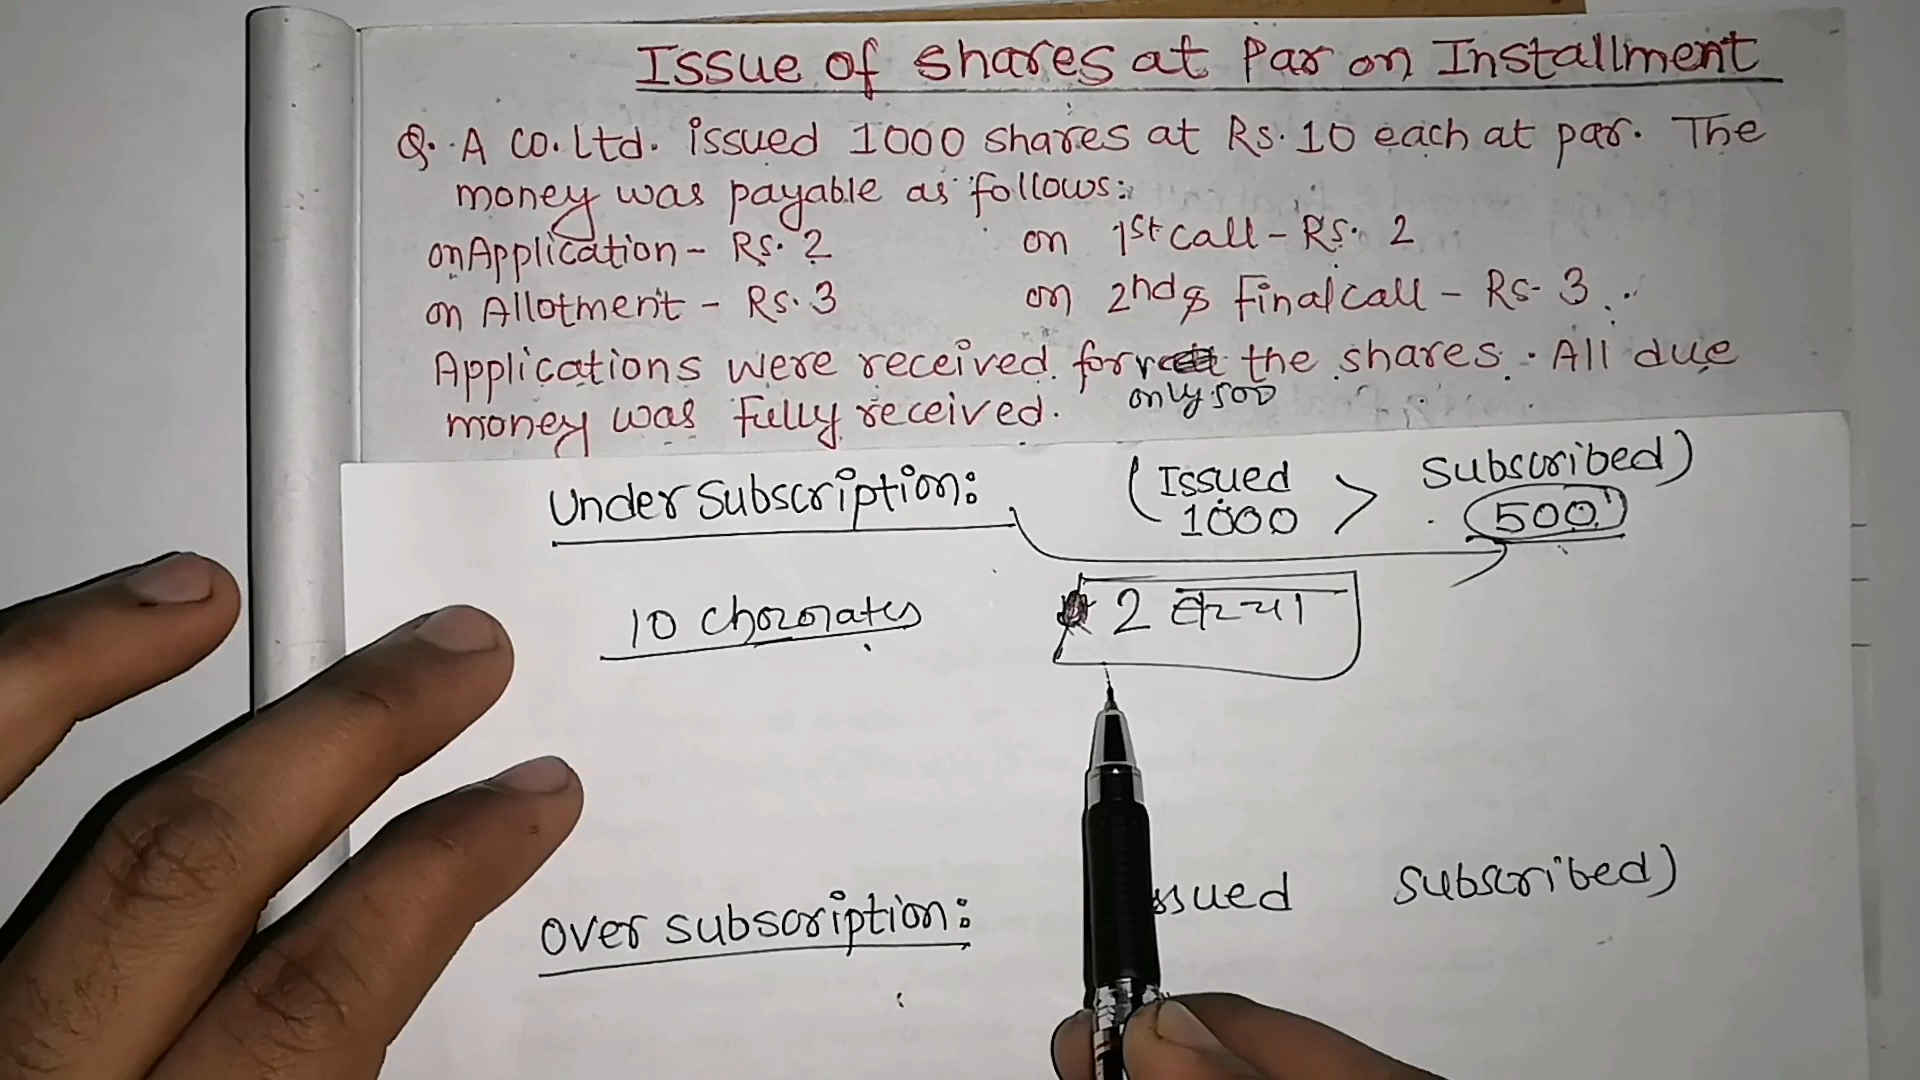 Issue of shares at Par on Installment
Q. A Co. Ltd. issued 1000 shares at Rs. 10 each at par. The
money was payable as follows:
on Application - Rs. 2 on 1st call - Rs. 2
on Allotment - Rs. 3 on 2nd & final call - Rs. 3
Applications were received for the shares. All due
only 500
money was fully received.
Under Subscription: (Issued > Subscribed)
1000 500
10 Chocolates 2 बच्चा
Over subscription: ssued subscribed)